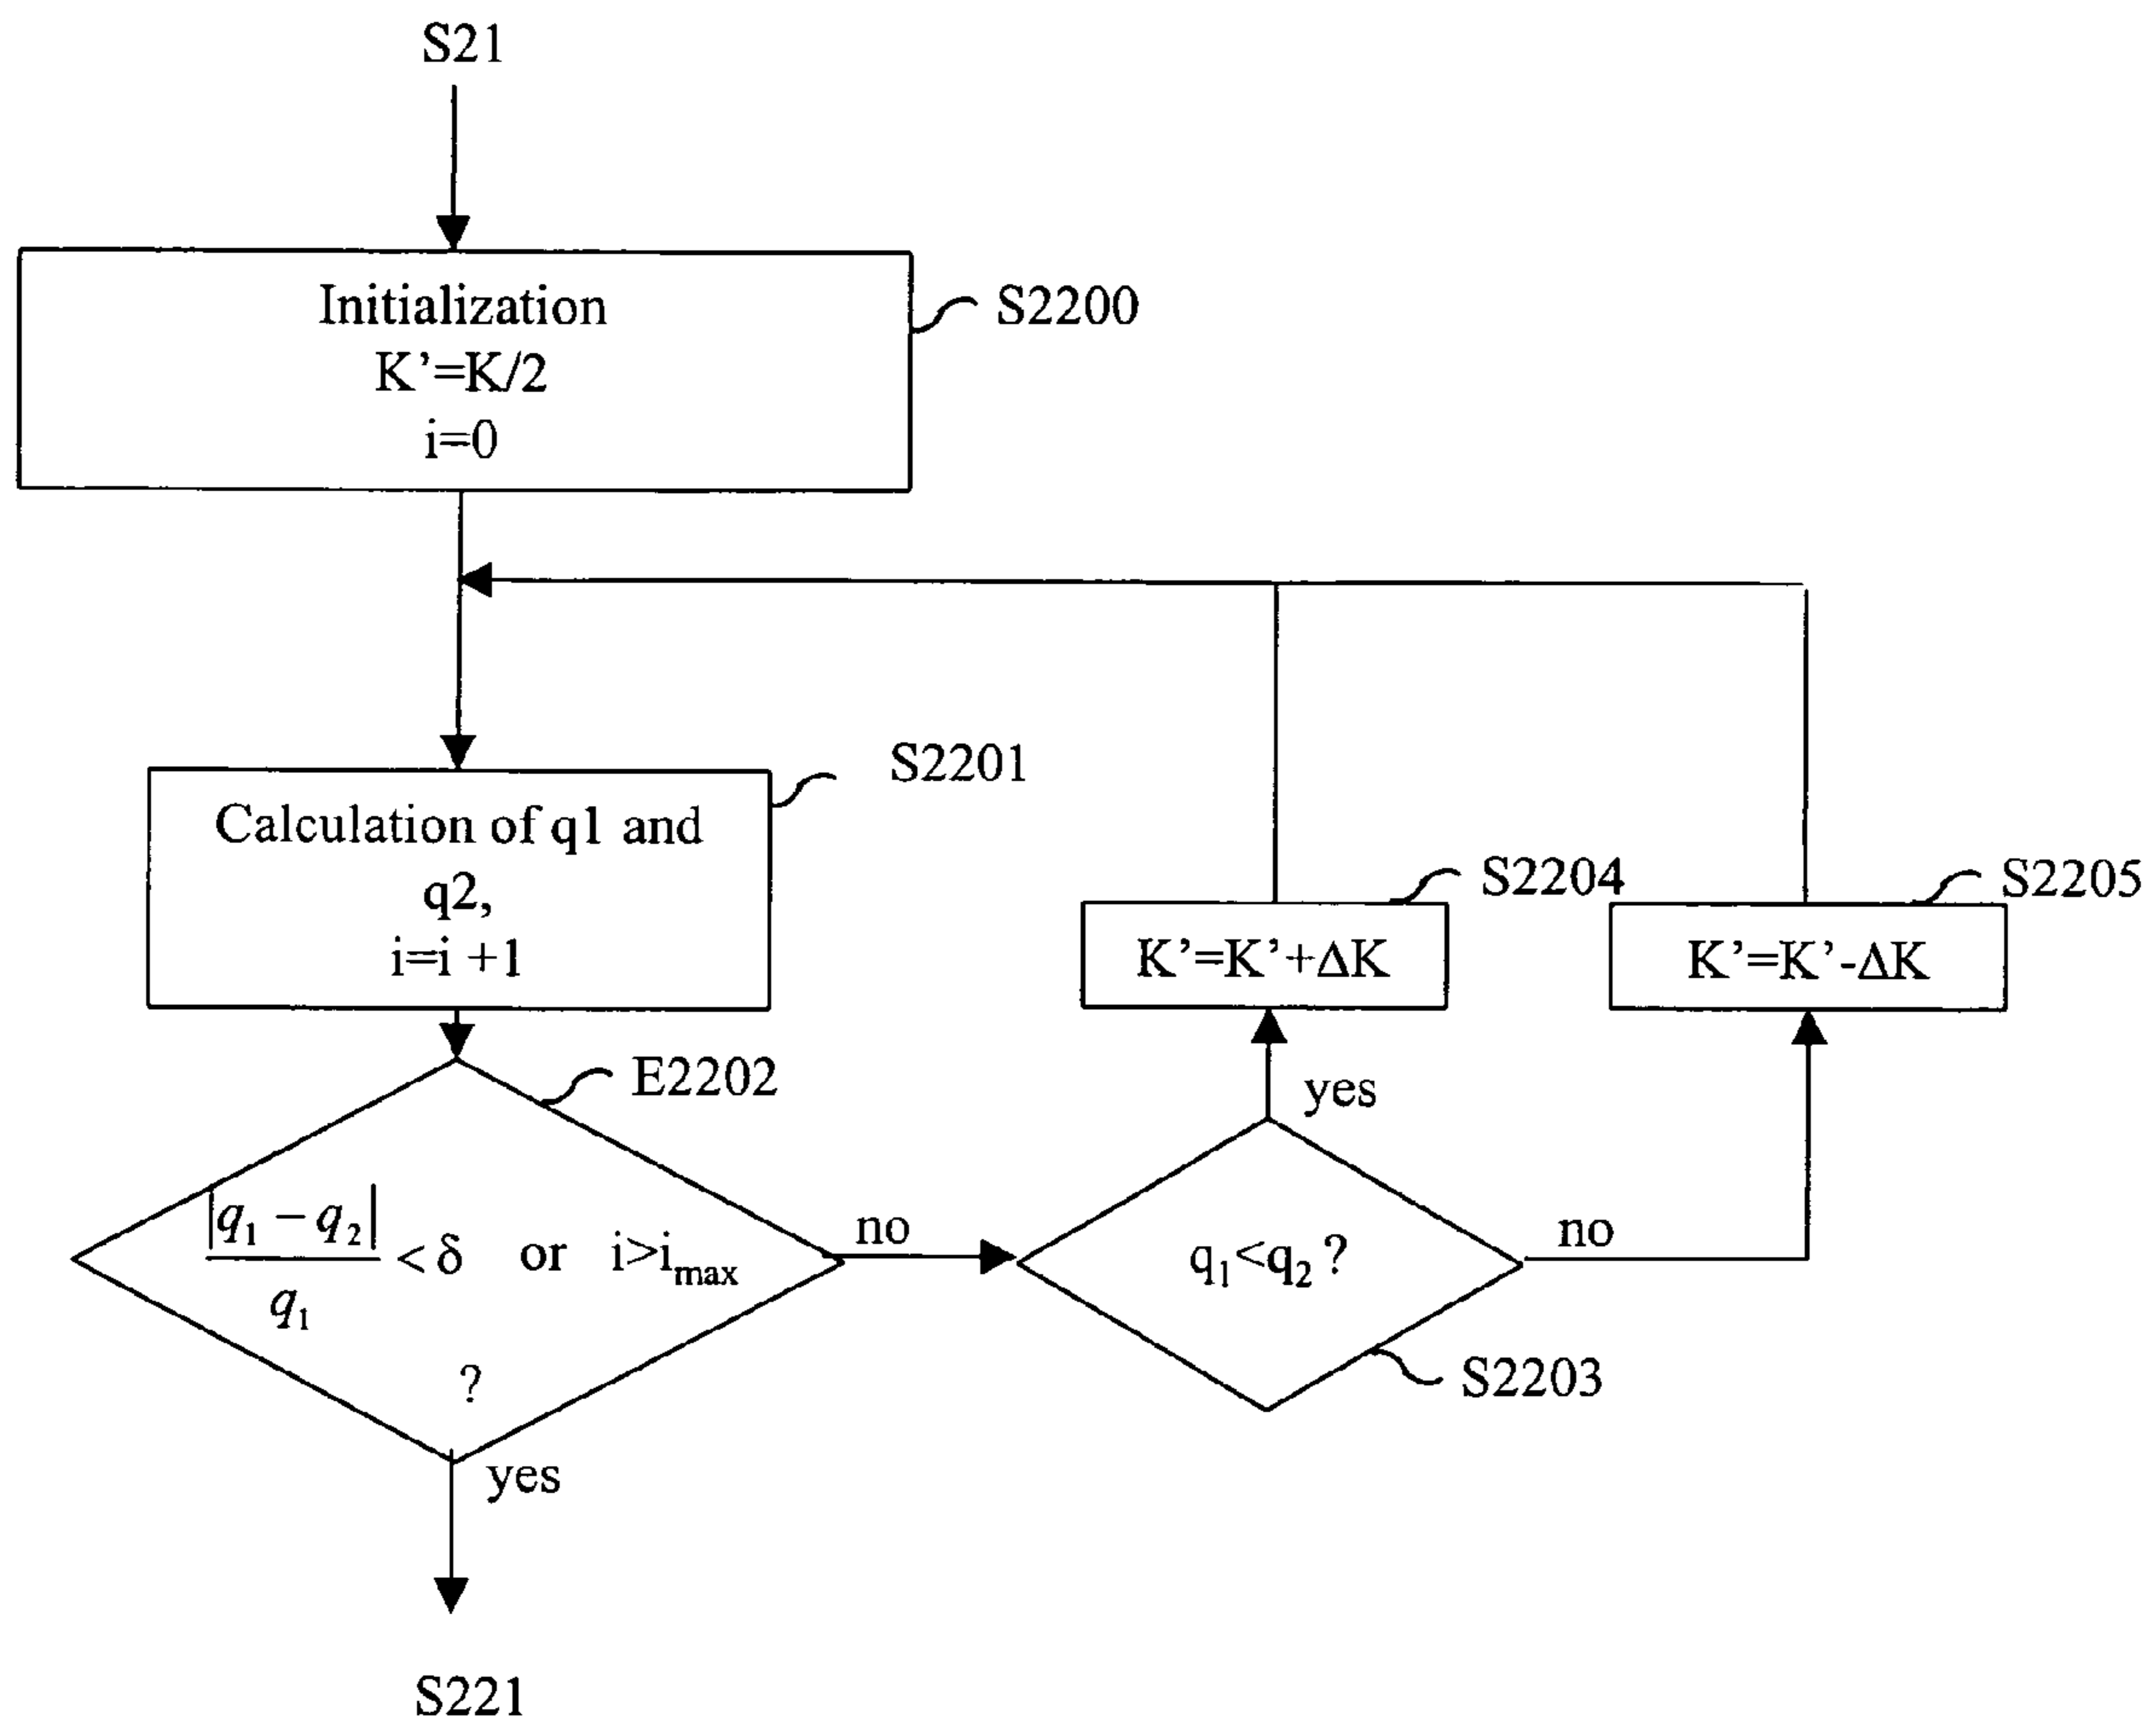 S21
Initialization
K’=K/2
i=0
S2200
S2201
Calculation of q1 and
q2,
i=i +1
S2204
K’=K’+ΔK
S2205
K’=K’-ΔK
E2202
|q₁ − q₂|
q₁
< δ or i>iₘₐₓ
?
no
yes
q₁<q₂ ?
no
S2203
yes
S221